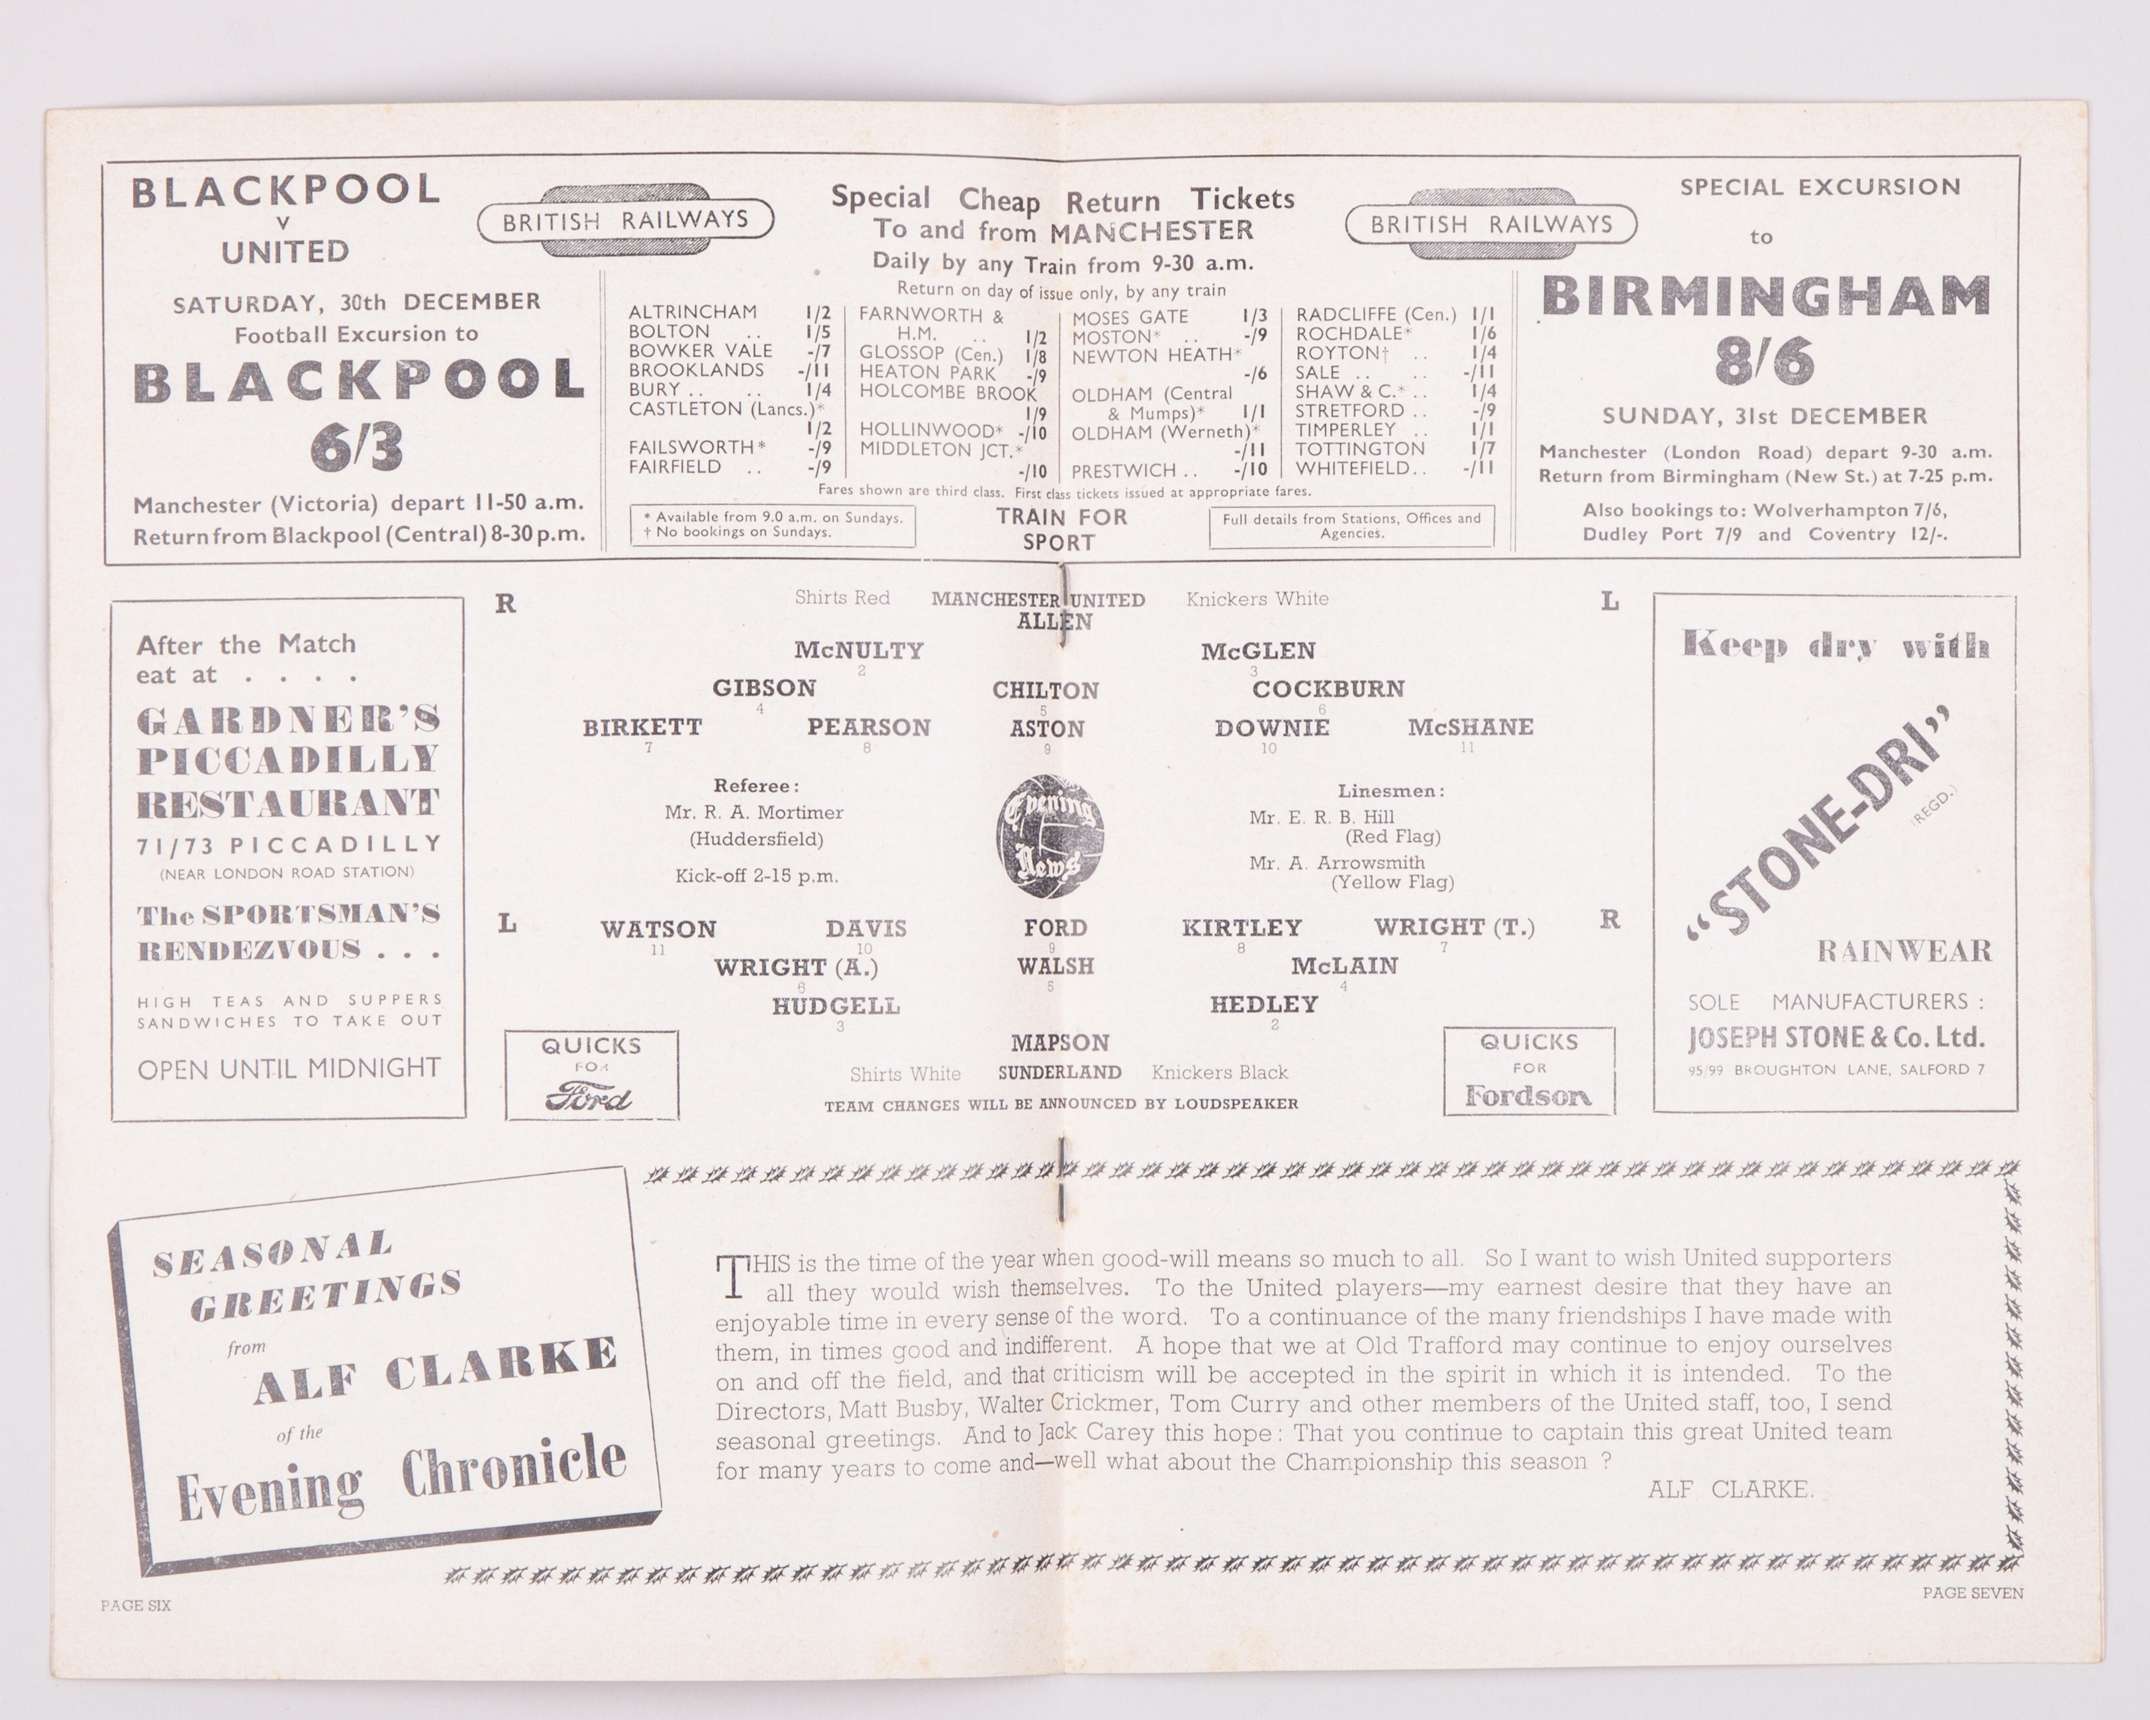 BLACKPOOL
v
UNITED
SATURDAY, 30th DECEMBER
Football Excursion to
BLACKPOOL
6/3
Manchester (Victoria) depart 11-50 a.m.
Return from Blackpool (Central) 8-30 p.m.
BRITISH RAILWAYS
Special Cheap Return Tickets
To and from MANCHESTER
Daily by any Train from 9-30 a.m.
Return on day of issue only, by any train
BRITISH RAILWAYS
ALTRINCHAM 1/2
BOLTON .. 1/5
BOWKER VALE -/7
BROOKLANDS -/11
BURY .. .. 1/4
CASTLETON (Lancs.)*
1/2
FAILSWORTH* -/9
FAIRFIELD .. -/9
FARNWORTH &
H.M. .. 1/2
GLOSSOP (Cen.) 1/8
HEATON PARK -/9
HOLCOMBE BROOK
1/9
HOLLINWOOD* -/10
MIDDLETON JCT.*
-/10
MOSES GATE 1/3
MOSTON* .. -/9
NEWTON HEATH*
-/6
OLDHAM (Central
& Mumps)* 1/1
OLDHAM (Werneth)*
-/11
PRESTWICH .. -/10
RADCLIFFE (Cen.) 1/1
ROCHDALE* 1/6
ROYTON† .. 1/4
SALE .. .. -/11
SHAW & C.* .. 1/4
STRETFORD .. -/9
TIMPERLEY .. 1/1
TOTTINGTON 1/7
WHITEFIELD .. -/11
Fares shown are third class. First class tickets issued at appropriate fares.
* Available from 9.0 a.m. on Sundays.
† No bookings on Sundays.
TRAIN FOR
SPORT
Full details from Stations, Offices and
Agencies.
SPECIAL EXCURSION
to
BIRMINGHAM
8/6
SUNDAY, 31st DECEMBER
Manchester (London Road) depart 9-30 a.m.
Return from Birmingham (New St.) at 7-25 p.m.
Also bookings to: Wolverhampton 7/6,
Dudley Port 7/9 and Coventry 12/-.
After the Match
eat at . . . .
GARDNER'S
PICCADILLY
RESTAURANT
71/73 PICCADILLY
(NEAR LONDON ROAD STATION)
The SPORTSMAN'S
RENDEZVOUS . . .
HIGH TEAS AND SUPPERS
SANDWICHES TO TAKE OUT
OPEN UNTIL MIDNIGHT
R Shirts Red MANCHESTER UNITED Knickers White L
ALLEN
McNULTY McGLEN
2 3
GIBSON CHILTON COCKBURN
4 5 6
BIRKETT PEARSON ASTON DOWNIE McSHANE
7 8 9 10 11
Referee:
Mr. R. A. Mortimer
(Huddersfield)
Kick-off 2-15 p.m.
Evening
News
Linesmen:
Mr. E. R. B. Hill
(Red Flag)
Mr. A. Arrowsmith
(Yellow Flag)
L WATSON DAVIS FORD KIRTLEY WRIGHT (T.) R
11 10 9 8 7
WRIGHT (A.) WALSH McLAIN
6 5 4
HUDGELL HEDLEY
3 2
MAPSON
Shirts White SUNDERLAND Knickers Black
TEAM CHANGES WILL BE ANNOUNCED BY LOUDSPEAKER
QUICKS
FOR
Ford
QUICKS
FOR
Fordson
Keep dry with
"STONE-DRI"
(REGD.)
RAINWEAR
SOLE MANUFACTURERS :
JOSEPH STONE & Co. Ltd.
95/99 BROUGHTON LANE, SALFORD 7
SEASONAL
GREETINGS
from
ALF CLARKE
of the
Evening Chronicle
THIS is the time of the year when good-will means so much to all. So I want to wish United supporters
all they would wish themselves. To the United players—my earnest desire that they have an
enjoyable time in every sense of the word. To a continuance of the many friendships I have made with
them, in times good and indifferent. A hope that we at Old Trafford may continue to enjoy ourselves
on and off the field, and that criticism will be accepted in the spirit in which it is intended. To the
Directors, Matt Busby, Walter Crickmer, Tom Curry and other members of the United staff, too, I send
seasonal greetings. And to Jack Carey this hope: That you continue to captain this great United team
for many years to come and—well what about the Championship this season ?
ALF CLARKE.
PAGE SIX
PAGE SEVEN